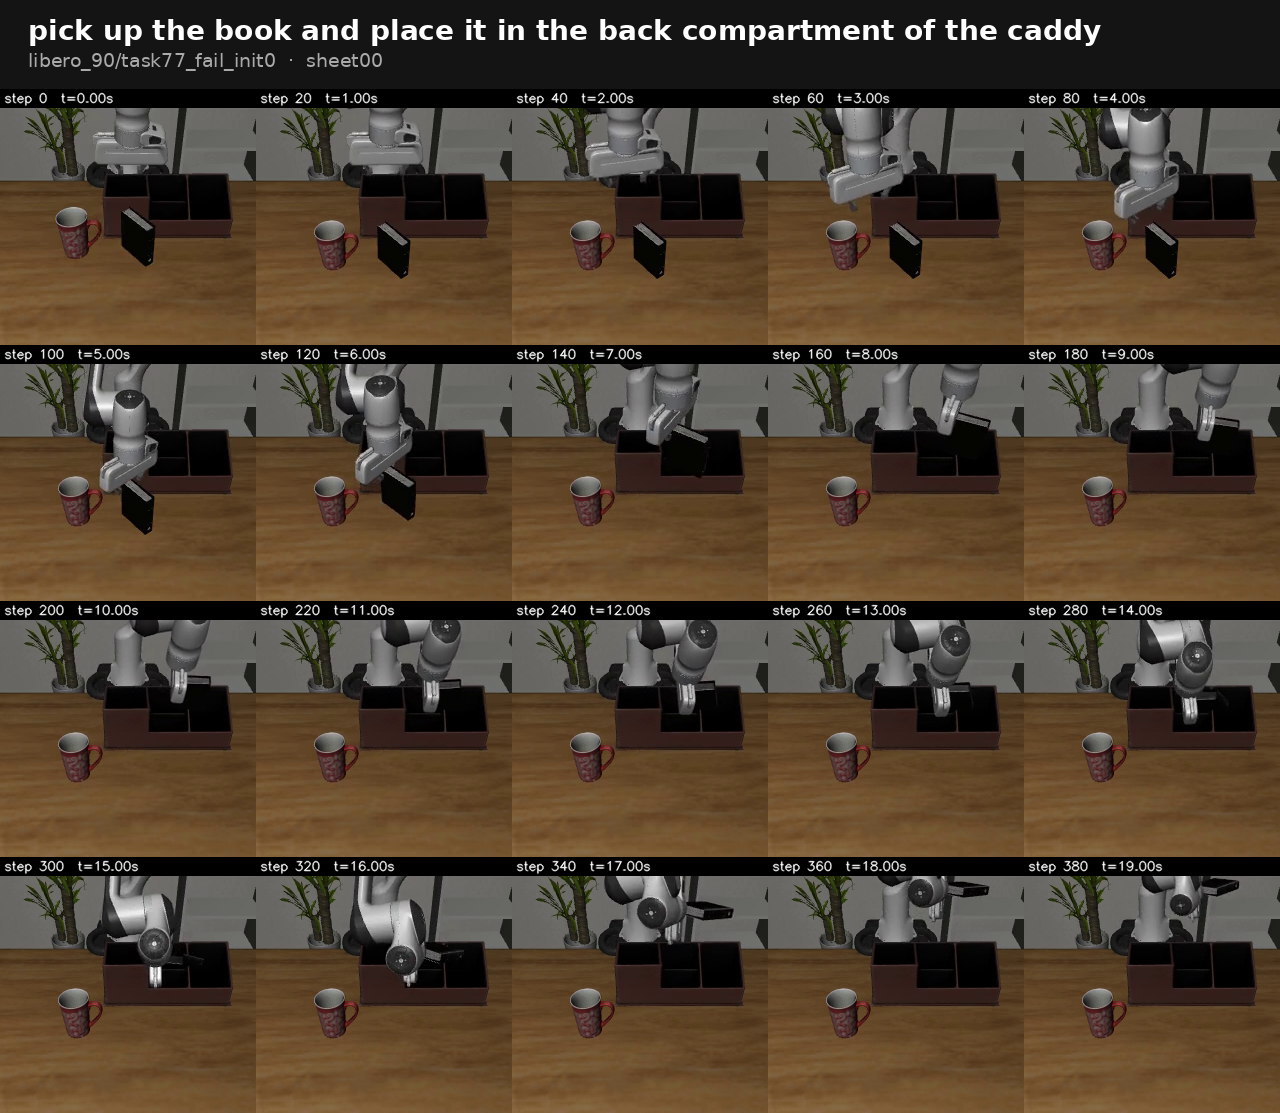 pick up the book and place it in the back compartment of the caddy
libero_90/task77_fail_init0 · sheet00
step 0 t=0.00s
step 20 t=1.00s
step 40 t=2.00s
step 60 t=3.00s
step 80 t=4.00s
step 100 t=5.00s
step 120 t=6.00s
step 140 t=7.00s
step 160 t=8.00s
step 180 t=9.00s
step 200 t=10.00s
step 220 t=11.00s
step 240 t=12.00s
step 260 t=13.00s
step 280 t=14.00s
step 300 t=15.00s
step 320 t=16.00s
step 340 t=17.00s
step 360 t=18.00s
step 380 t=19.00s